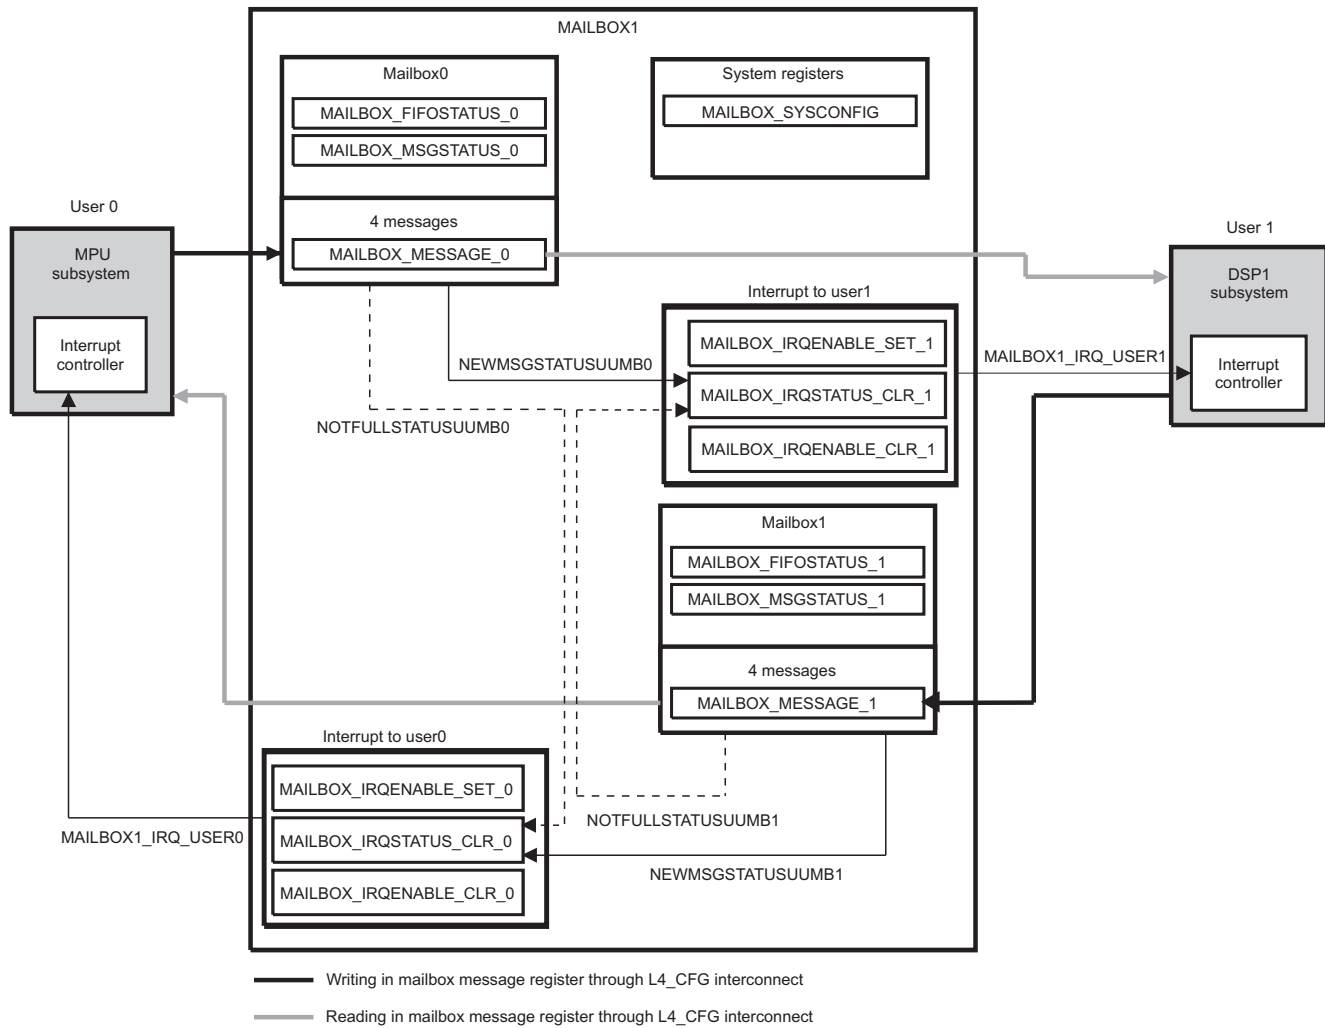 MAILBOX1
Mailbox0
MAILBOX_FIFOSTATUS_0
MAILBOX_MSGSTATUS_0
4 messages
MAILBOX_MESSAGE_0
System registers
MAILBOX_SYSCONFIG
User 0
MPU
subsystem
Interrupt
controller
User 1
DSP1
subsystem
Interrupt
controller
Interrupt to user1
MAILBOX_IRQENABLE_SET_1
MAILBOX_IRQSTATUS_CLR_1
MAILBOX_IRQENABLE_CLR_1
NEWMSGSTATUSUUMB0
NOTFULLSTATUSUUMB0
MAILBOX1_IRQ_USER1
Mailbox1
MAILBOX_FIFOSTATUS_1
MAILBOX_MSGSTATUS_1
4 messages
MAILBOX_MESSAGE_1
Interrupt to user0
MAILBOX_IRQENABLE_SET_0
MAILBOX_IRQSTATUS_CLR_0
MAILBOX_IRQENABLE_CLR_0
MAILBOX1_IRQ_USER0
NOTFULLSTATUSUUMB1
NEWMSGSTATUSUUMB1
Writing in mailbox message register through L4_CFG interconnect
Reading in mailbox message register through L4_CFG interconnect